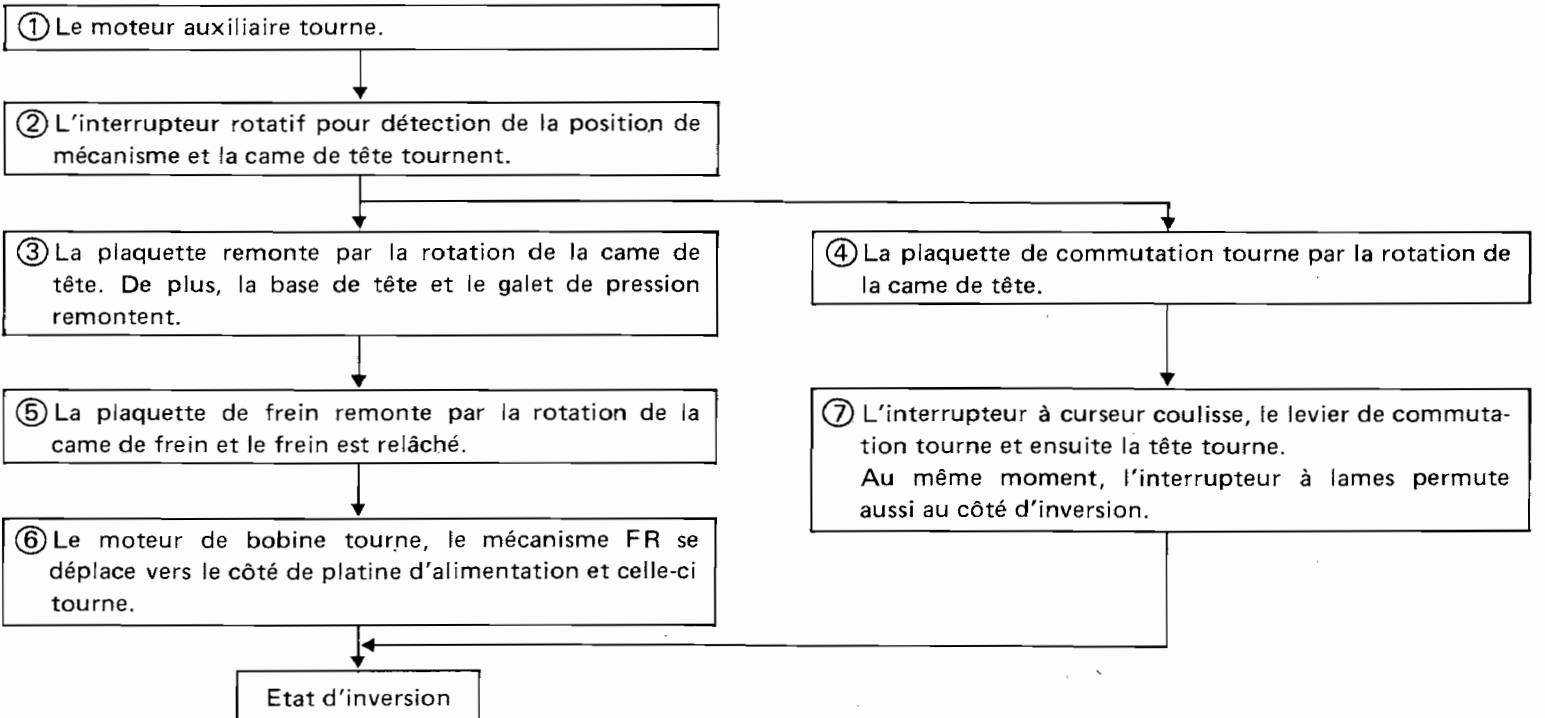 ① Le moteur auxiliaire tourne.
② L'interrupteur rotatif pour détection de la position de
mécanisme et la came de tête tournent.
③ La plaquette remonte par la rotation de la came de
tête. De plus, la base de tête et le galet de pression
remontent.
④ La plaquette de commutation tourne par la rotation de
la came de tête.
⑤ La plaquette de frein remonte par la rotation de la
came de frein et le frein est relâché.
⑦ L'interrupteur à curseur coulisse, le levier de commuta-
tion tourne et ensuite la tête tourne.
Au même moment, l'interrupteur à lames permute
aussi au côté d'inversion.
⑥ Le moteur de bobine tourne, le mécanisme FR se
déplace vers le côté de platine d'alimentation et celle-ci
tourne.
Etat d'inversion